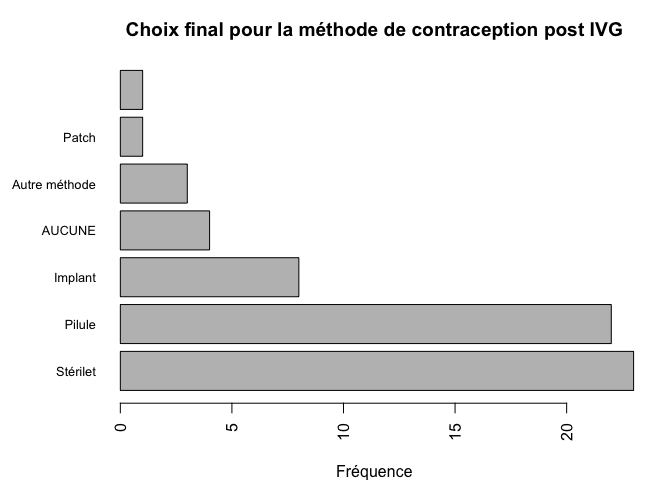 Choix final pour la méthode de contraception post IVG
Patch
Autre méthode
AUCUNE
Implant
Pilule
Stérilet
0 5 10 15 20
Fréquence